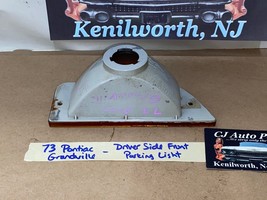 Kenilworth, NJ
73 Pontiac Grandville - Driver Side Front Parking Light
CJ Auto P
Kenilworth, NJ